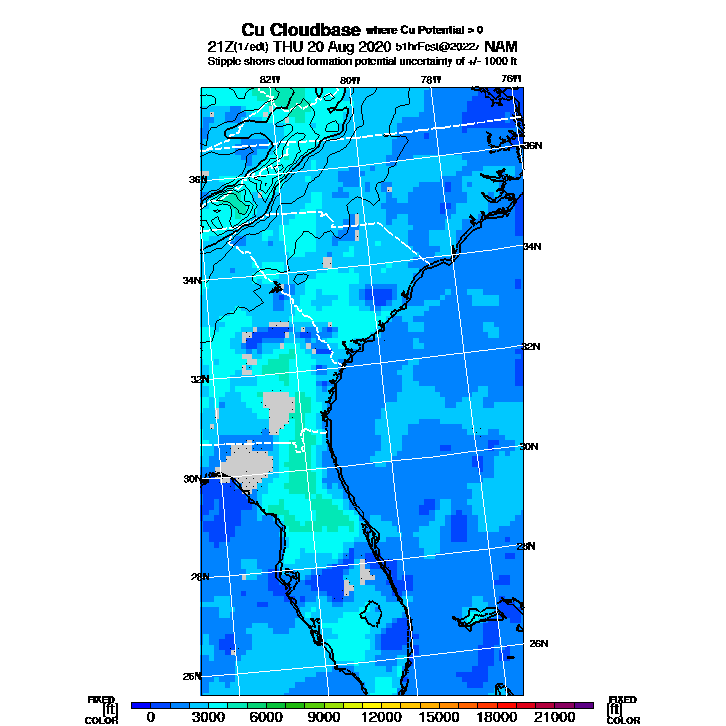 Cu Cloudbase where Cu Potential > 0
21Z(17edt) THU 20 Aug 2020 51hrFcst@2022z NAM
Stipple shows cloud formation potential uncertainty of +/- 1000 ft
82W 80W 78W 76W
36N
36N
34N
34N
32N
32N
30N
30N
28N
28N
26N
26N
FIXED FIXED
[ft] [ft]
COLOR COLOR
0 3000 6000 9000 12000 15000 18000 21000